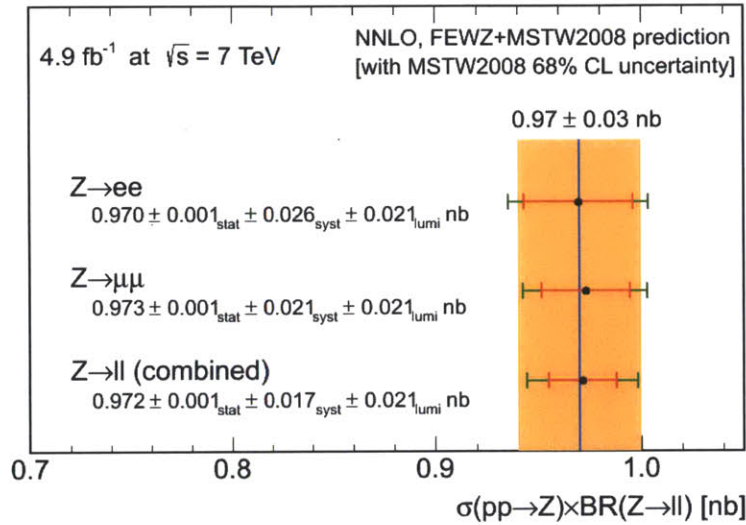 4.9 fb⁻¹ at √s = 7 TeV
NNLO, FEWZ+MSTW2008 prediction
[with MSTW2008 68% CL uncertainty]
0.97 ± 0.03 nb
Z→ee
0.970 ± 0.001stat ± 0.026syst ± 0.021lumi nb
Z→μμ
0.973 ± 0.001stat ± 0.021syst ± 0.021lumi nb
Z→ll (combined)
0.972 ± 0.001stat ± 0.017syst ± 0.021lumi nb
0.7 0.8 0.9 1.0
σ(pp→Z)×BR(Z→ll) [nb]